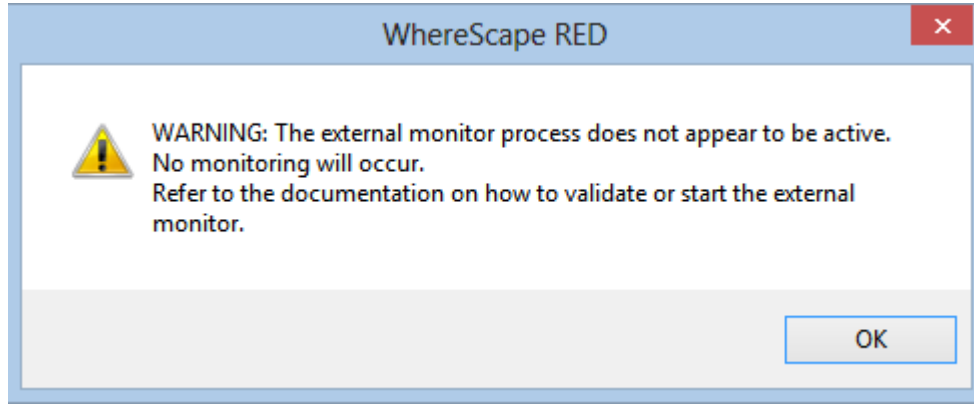 WhereScape RED
WARNING: The external monitor process does not appear to be active.
No monitoring will occur.
Refer to the documentation on how to validate or start the external
monitor.
OK